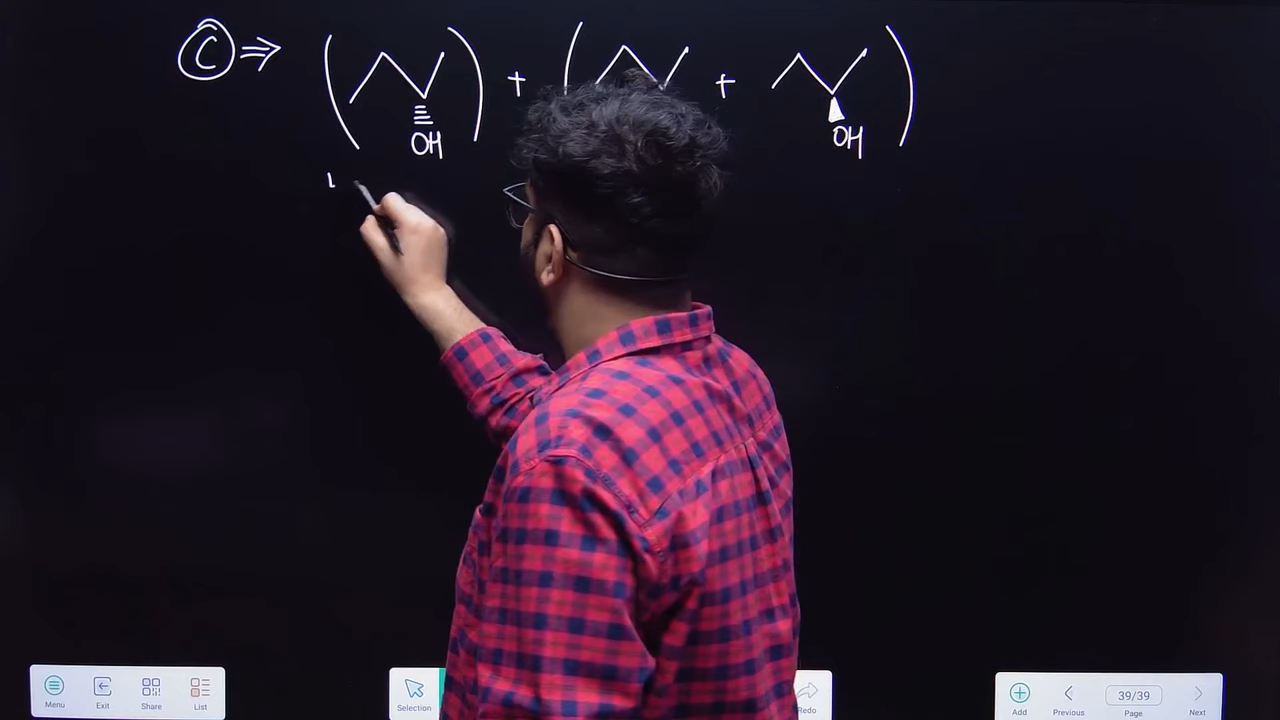 C ⇒ ( OH ) + ( + OH )
Menu Exit Share List Selection Redo Add Previous 39/39 Page Next